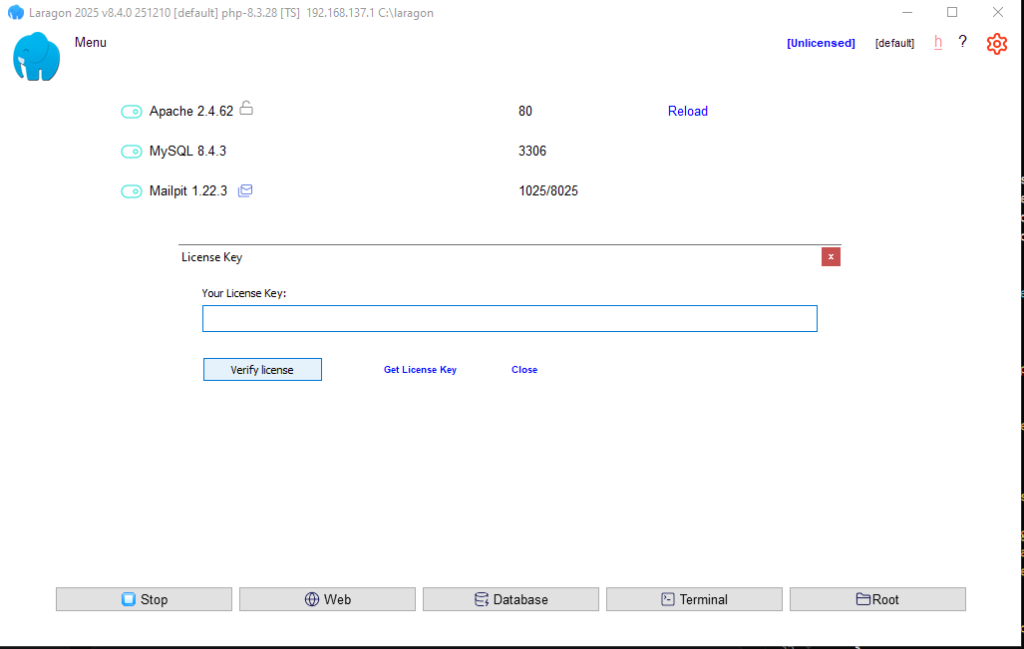 Laragon 2025 v8.4.0 251210 [default] php-8.3.28 [TS] 192.168.137.1 C:\laragon
Menu [Unlicensed] [default] h ?
Apache 2.4.62 80 Reload
MySQL 8.4.3 3306
Mailpit 1.22.3 1025/8025
License Key x
Your License Key:
Verify license Get License Key Close
Stop Web Database Terminal Root